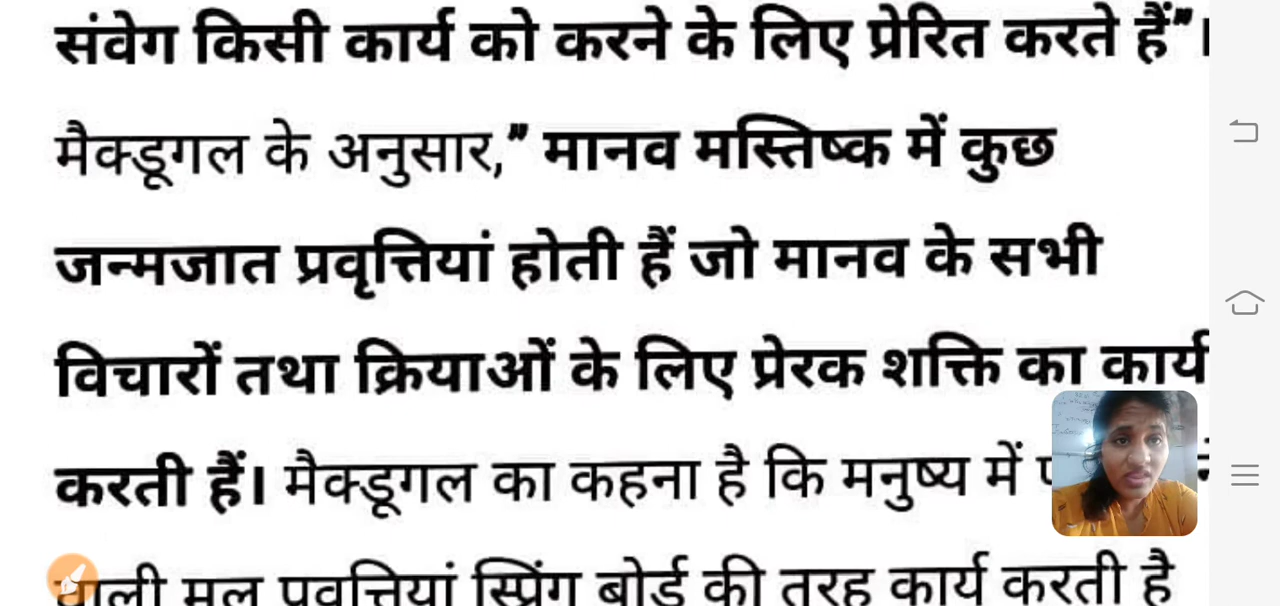 संवेग किसी कार्य को करने के लिए प्रेरित करते हैं”।
मैक्डूगल के अनुसार,” मानव मस्तिष्क में कुछ
जन्मजात प्रवृत्तियां होती हैं जो मानव के सभी
विचारों तथा क्रियाओं के लिए प्रेरक शक्ति का कार्य
करती हैं। मैक्डूगल का कहना है कि मनुष्य में
वाली मूल प्रवृत्तियां स्प्रिंग बोर्ड की तरह कार्य करती है